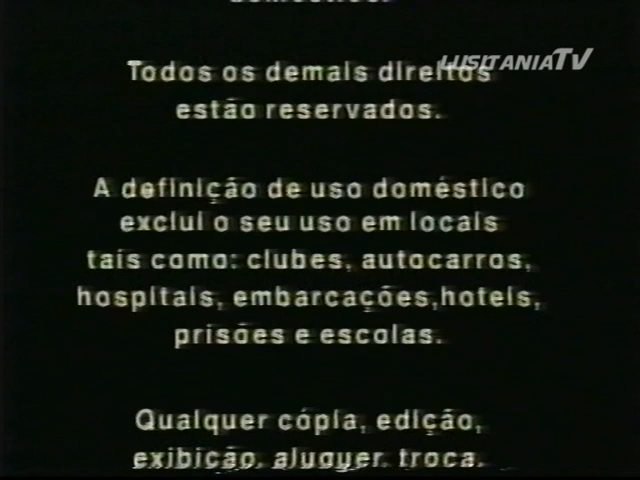 doméstico.
LUSITANIATV
Todos os demais direitos
estão reservados.
A definição de uso doméstico
exclui o seu uso em locais
tais como: clubes, autocarros,
hospitais, embarcações,hoteis,
prisões e escolas.
Qualquer cópia, edição,
exibição, aluguer, troca,